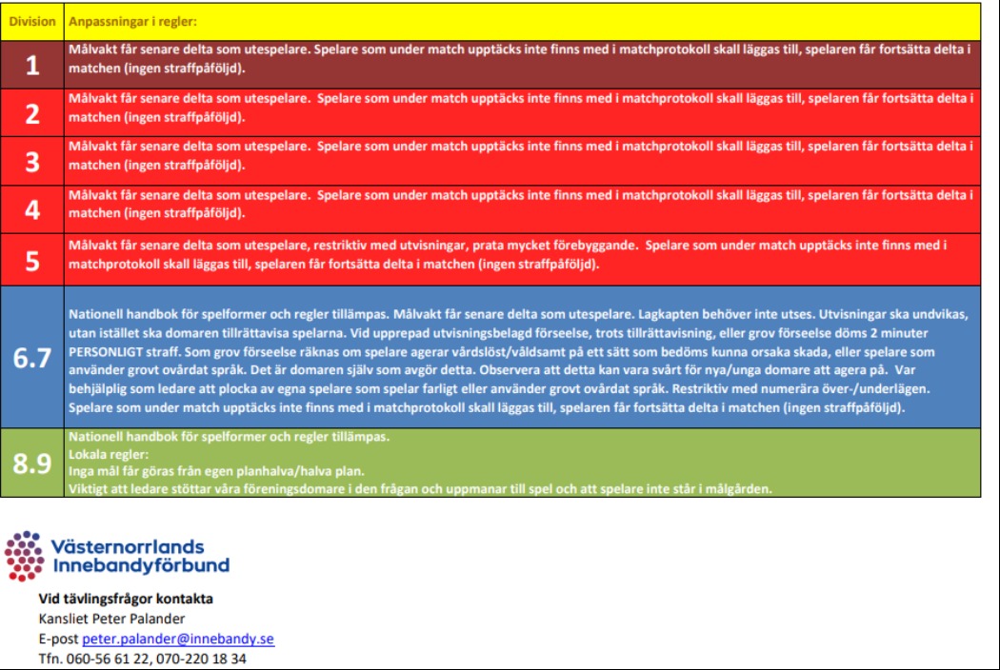 Division Anpassningar i regler:
1 Målvakt får senare delta som utespelare. Spelare som under match upptäcks inte finns med i matchprotokoll skall läggas till, spelaren får fortsätta delta i
matchen (ingen straffpåföljd).
2 Målvakt får senare delta som utespelare. Spelare som under match upptäcks inte finns med i matchprotokoll skall läggas till, spelaren får fortsätta delta i
matchen (ingen straffpåföljd).
3 Målvakt får senare delta som utespelare. Spelare som under match upptäcks inte finns med i matchprotokoll skall läggas till, spelaren får fortsätta delta i
matchen (ingen straffpåföljd).
4 Målvakt får senare delta som utespelare. Spelare som under match upptäcks inte finns med i matchprotokoll skall läggas till, spelaren får fortsätta delta i
matchen (ingen straffpåföljd).
5 Målvakt får senare delta som utespelare, restriktiv med utvisningar, prata mycket förebyggande. Spelare som under match upptäcks inte finns med i
matchprotokoll skall läggas till, spelaren får fortsätta delta i matchen (ingen straffpåföljd).
6.7 Nationell handbok för spelformer och regler tillämpas. Målvakt får senare delta som utespelare. Lagkapten behöver inte utses. Utvisningar ska undvikas,
utan istället ska domaren tillrättavisa spelarna. Vid upprepad utvisningsbelagd förseelse, trots tillrättavisning, eller grov förseelse döms 2 minuter
PERSONLIGT straff. Som grov förseelse räknas om spelare agerar vårdslöst/våldsamt på ett sätt som bedöms kunna orsaka skada, eller spelare som
använder grovt ovårdat språk. Det är domaren själv som avgör detta. Observera att detta kan vara svårt för nya/unga domare att agera på. Var
behjälplig som ledare att plocka av egna spelare som spelar farligt eller använder grovt ovårdat språk. Restriktiv med numerära över-/underlägen.
Spelare som under match upptäcks inte finns med i matchprotokoll skall läggas till, spelaren får fortsätta delta i matchen (ingen straffpåföljd).
8.9 Nationell handbok för spelformer och regler tillämpas.
Lokala regler:
Inga mål får göras från egen planhalva/halva plan.
Viktigt att ledare stöttar våra föreningsdomare i den frågan och uppmanar till spel och att spelare inte står i målgården.
Västernorrlands
Innebandyförbund
Vid tävlingsfrågor kontakta
Kansliet Peter Palander
E-post peter.palander@innebandy.se
Tfn. 060-56 61 22, 070-220 18 34